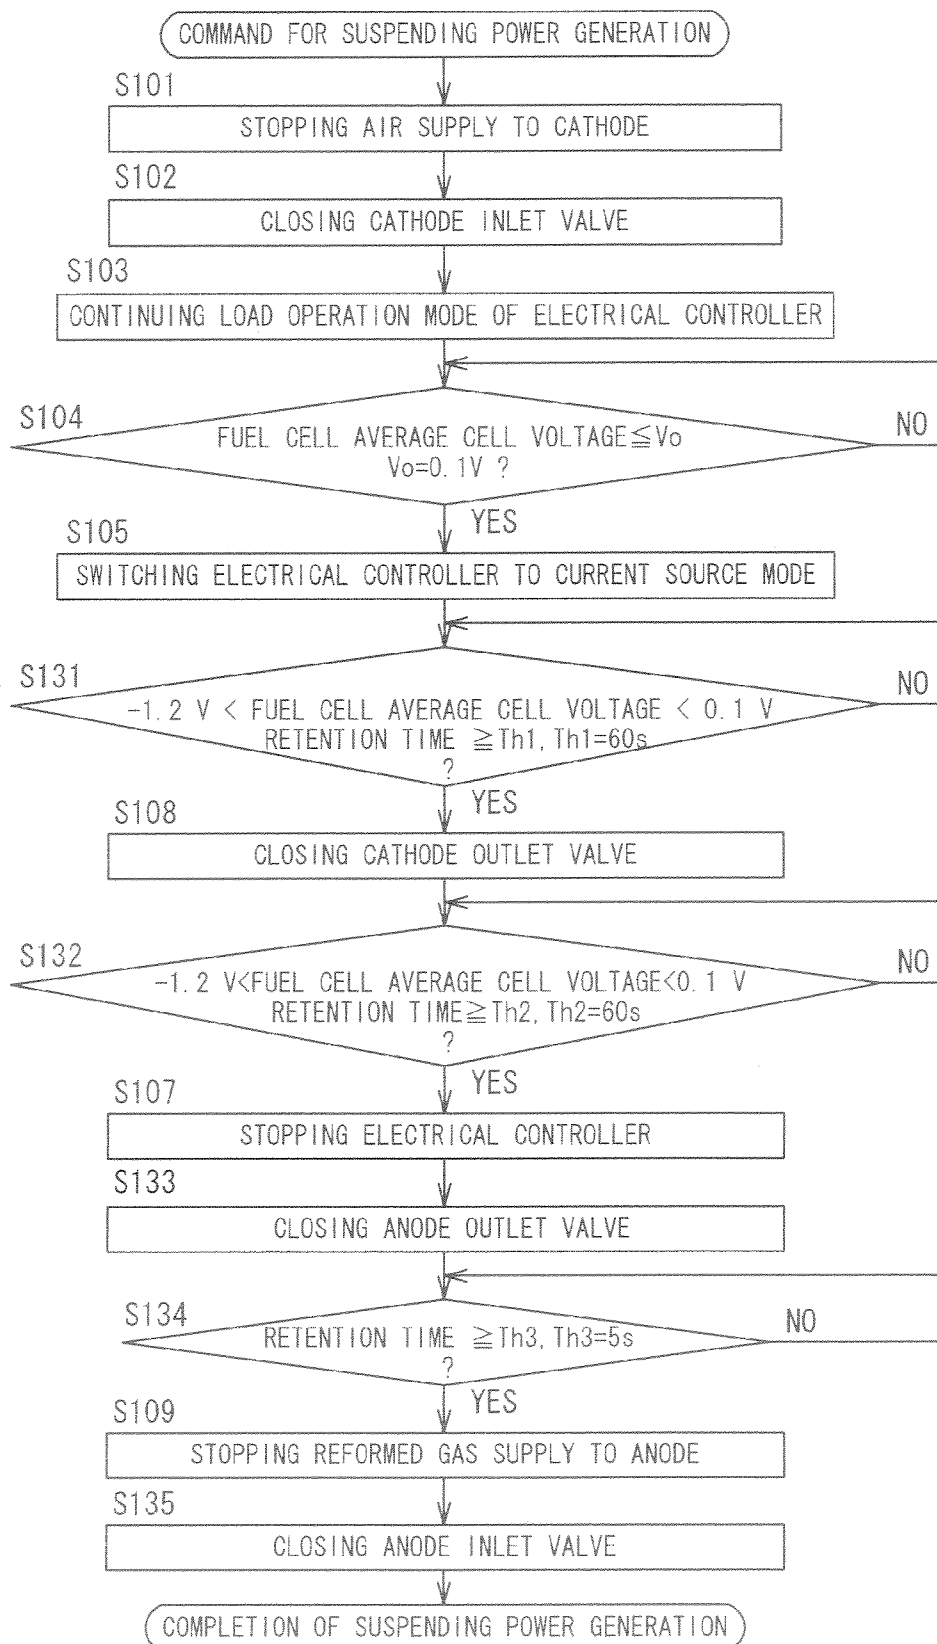 COMMAND FOR SUSPENDING POWER GENERATION
S101
STOPPING AIR SUPPLY TO CATHODE
S102
CLOSING CATHODE INLET VALVE
S103
CONTINUING LOAD OPERATION MODE OF ELECTRICAL CONTROLLER
S104
FUEL CELL AVERAGE CELL VOLTAGE≦Vo
Vo=0.1V ?
NO
YES
S105
SWITCHING ELECTRICAL CONTROLLER TO CURRENT SOURCE MODE
S131
-1.2 V < FUEL CELL AVERAGE CELL VOLTAGE < 0.1 V
RETENTION TIME ≧Th1, Th1=60s
?
NO
YES
S108
CLOSING CATHODE OUTLET VALVE
S132
-1.2 V<FUEL CELL AVERAGE CELL VOLTAGE<0.1 V
RETENTION TIME≧Th2, Th2=60s
?
NO
YES
S107
STOPPING ELECTRICAL CONTROLLER
S133
CLOSING ANODE OUTLET VALVE
S134
RETENTION TIME ≧Th3, Th3=5s
?
NO
YES
S109
STOPPING REFORMED GAS SUPPLY TO ANODE
S135
CLOSING ANODE INLET VALVE
COMPLETION OF SUSPENDING POWER GENERATION